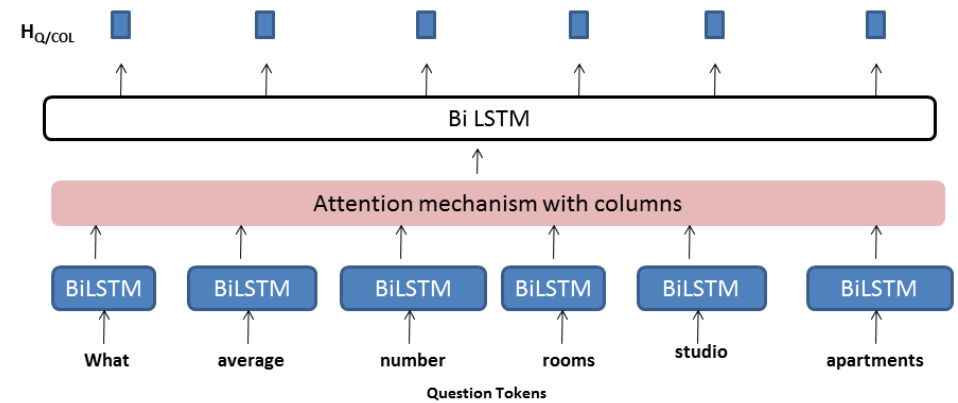 H Q/COL
Bi LSTM
Attention mechanism with columns
BiLSTM BiLSTM BiLSTM BiLSTM BiLSTM BiLSTM
What average number rooms studio apartments
Question Tokens